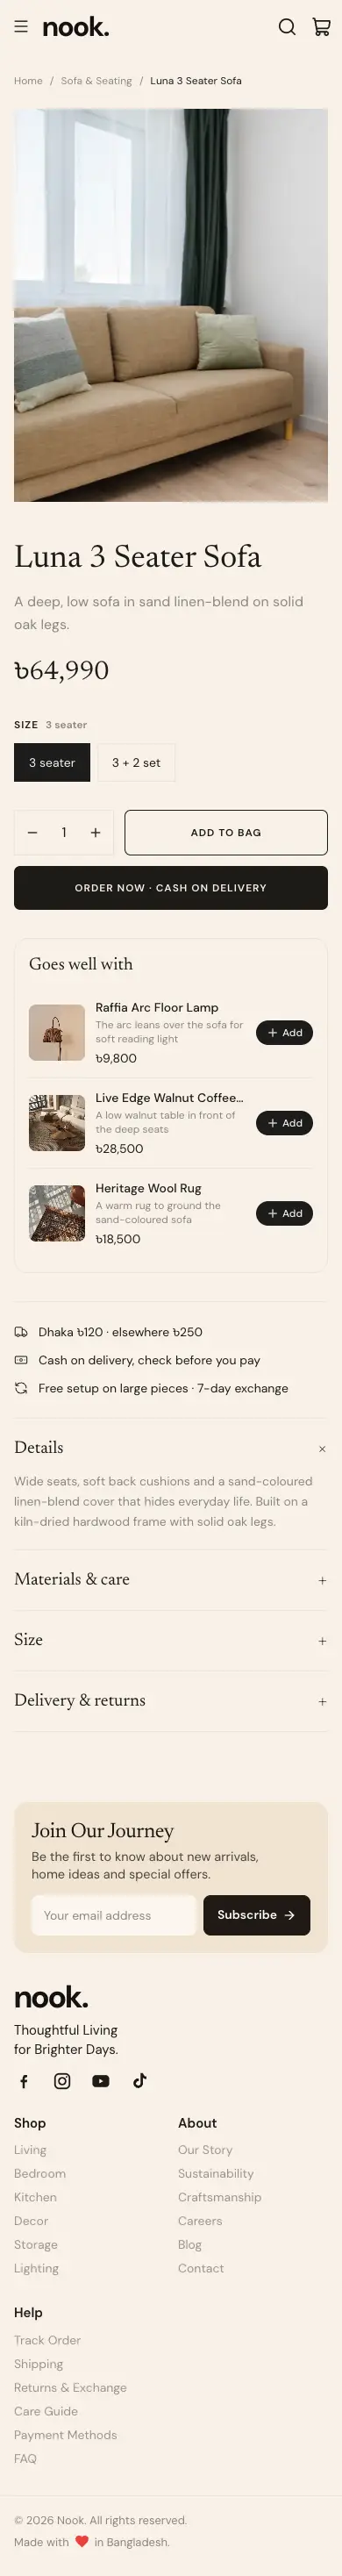 nook.
Home / Sofa & Seating / Luna 3 Seater Sofa
Luna 3 Seater Sofa
A deep, low sofa in sand linen-blend on solid
oak legs.
৳64,990
SIZE 3 seater
3 seater
3 + 2 set
1
ADD TO BAG
ORDER NOW · CASH ON DELIVERY
Goes well with
Raffia Arc Floor Lamp
The arc leans over the sofa for
soft reading light
৳9,800
+ Add
Live Edge Walnut Coffee...
A low walnut table in front of
the deep seats
৳28,500
+ Add
Heritage Wool Rug
A warm rug to ground the
sand-coloured sofa
৳18,500
+ Add
Dhaka ৳120 · elsewhere ৳250
Cash on delivery, check before you pay
Free setup on large pieces · 7-day exchange
Details
Wide seats, soft back cushions and a sand-coloured
linen-blend cover that hides everyday life. Built on a
kiln-dried hardwood frame with solid oak legs.
Materials & care
Size
Delivery & returns
Join Our Journey
Be the first to know about new arrivals,
home ideas and special offers.
Your email address
Subscribe →
nook.
Thoughtful Living
for Brighter Days.
Shop
Living
Bedroom
Kitchen
Decor
Storage
Lighting
About
Our Story
Sustainability
Craftsmanship
Careers
Blog
Contact
Help
Track Order
Shipping
Returns & Exchange
Care Guide
Payment Methods
FAQ
© 2026 Nook. All rights reserved.
Made with ❤️ in Bangladesh.